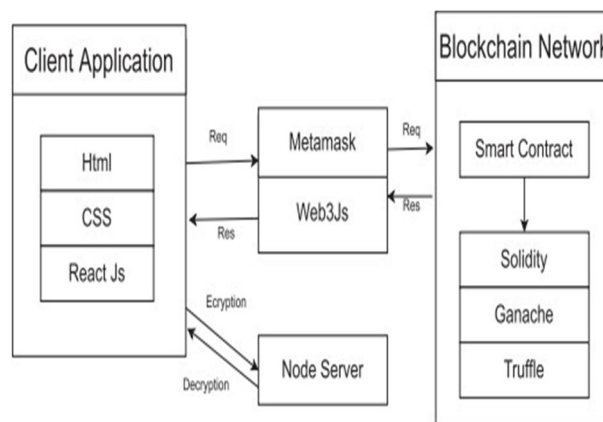 Client Application
Html
CSS
React Js
Req
Res
Metamask
Web3Js
Req
Res
Ecryption
Decryption
Node Server
Blockchain Network
Smart Contract
Solidity
Ganache
Truffle